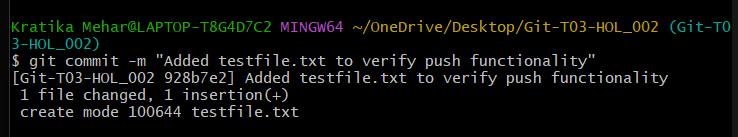 Kratika Mehar@LAPTOP-T8G4D7C2 MINGW64 ~/OneDrive/Desktop/Git-T03-HOL_002 (Git-T0
3-HOL_002)
$ git commit -m "Added testfile.txt to verify push functionality"
[Git-T03-HOL_002 928b7e2] Added testfile.txt to verify push functionality
 1 file changed, 1 insertion(+)
 create mode 100644 testfile.txt